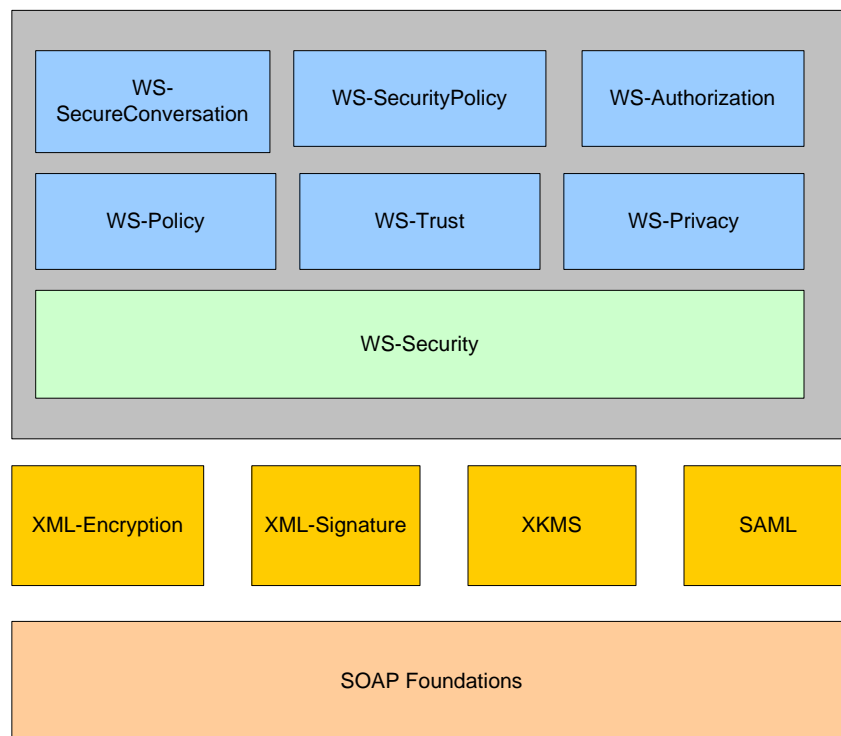 WS-
SecureConversation
WS-SecurityPolicy
WS-Authorization
WS-Policy
WS-Trust
WS-Privacy
WS-Security
XML-Encryption
XML-Signature
XKMS
SAML
SOAP Foundations